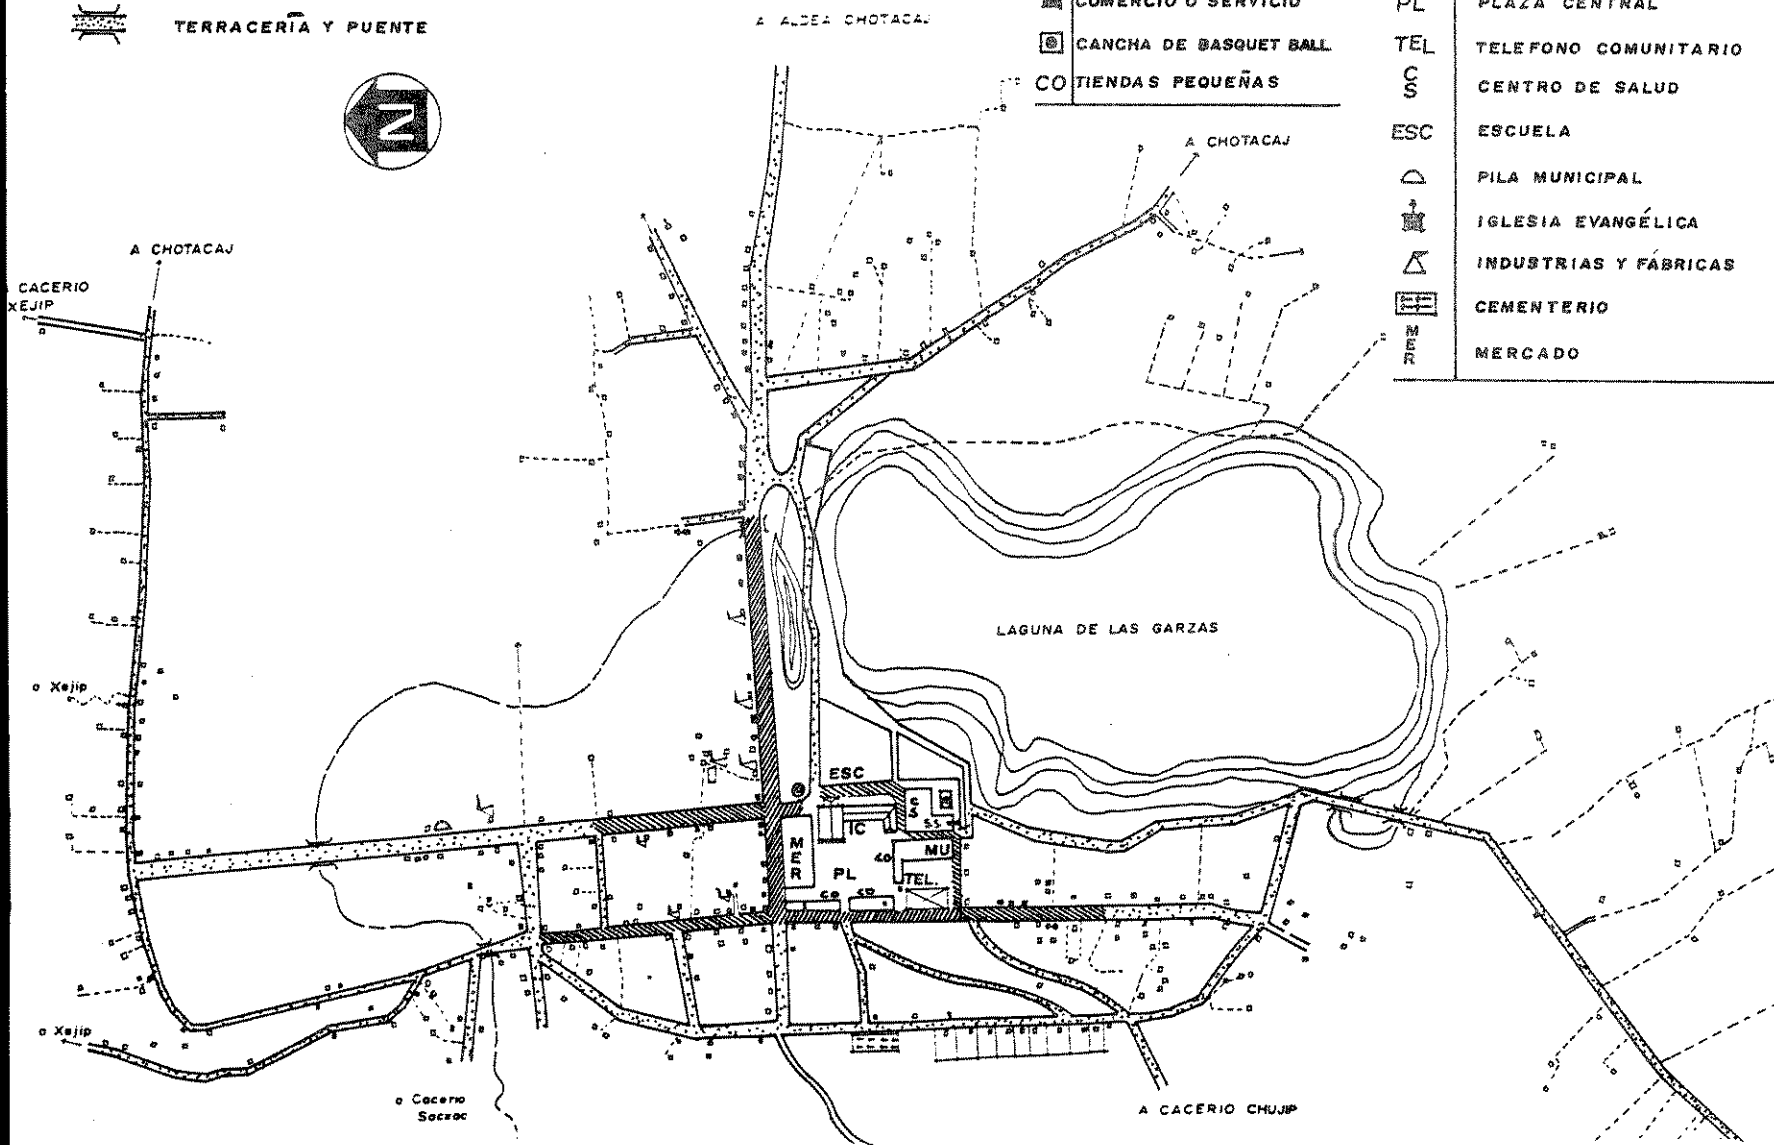 TERRACERÍA Y PUENTE
A ALDEA CHOTACAJ
COMERCIO O SERVICIO
CANCHA DE BASQUET BALL
CO TIENDAS PEQUEÑAS
PL PLAZA CENTRAL
TEL TELEFONO COMUNITARIO
CS CENTRO DE SALUD
ESC ESCUELA
PILA MUNICIPAL
IGLESIA EVANGÉLICA
INDUSTRIAS Y FÁBRICAS
CEMENTERIO
MER MERCADO
N
A CHOTACAJ
A CHOTACAJ
CACERIO
XEJIP
LAGUNA DE LAS GARZAS
a Xejip
ESC
CS
S.S.
IC
MER
MU
PL
TEL.
CO
a Xejip
a Cacerio
Saczac
A CACERIO CHUJIP